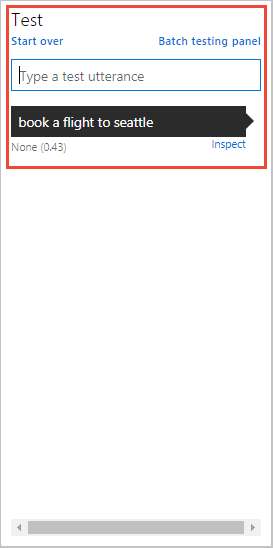 Test
Start over Batch testing panel
Type a test utterance
book a flight to seattle
None (0.43) Inspect